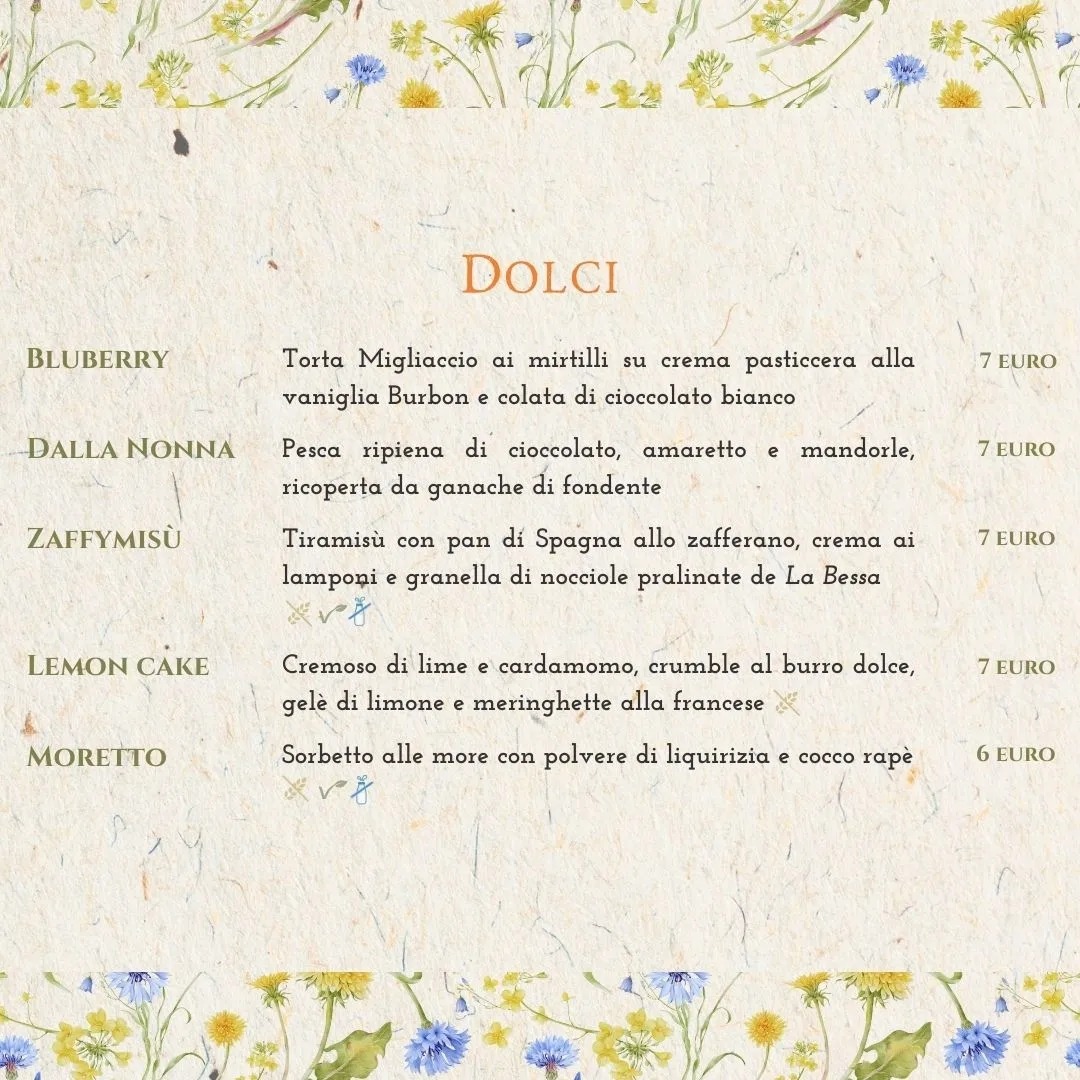 Dolci
Bluberry Torta Migliaccio ai mirtilli su crema pasticcera alla 7 euro
vaniglia Burbon e colata di cioccolato bianco
Dalla Nonna Pesca ripiena di cioccolato, amaretto e mandorle, 7 euro
ricoperta da ganache di fondente
Zaffymisù Tiramisù con pan dí Spagna allo zafferano, crema ai 7 euro
lamponi e granella di nocciole pralinate de La Bessa
Lemon cake Cremoso di lime e cardamomo, crumble al burro dolce, 7 euro
gelè di limone e meringhette alla francese
Moretto Sorbetto alle more con polvere di liquirizia e cocco rapè 6 euro